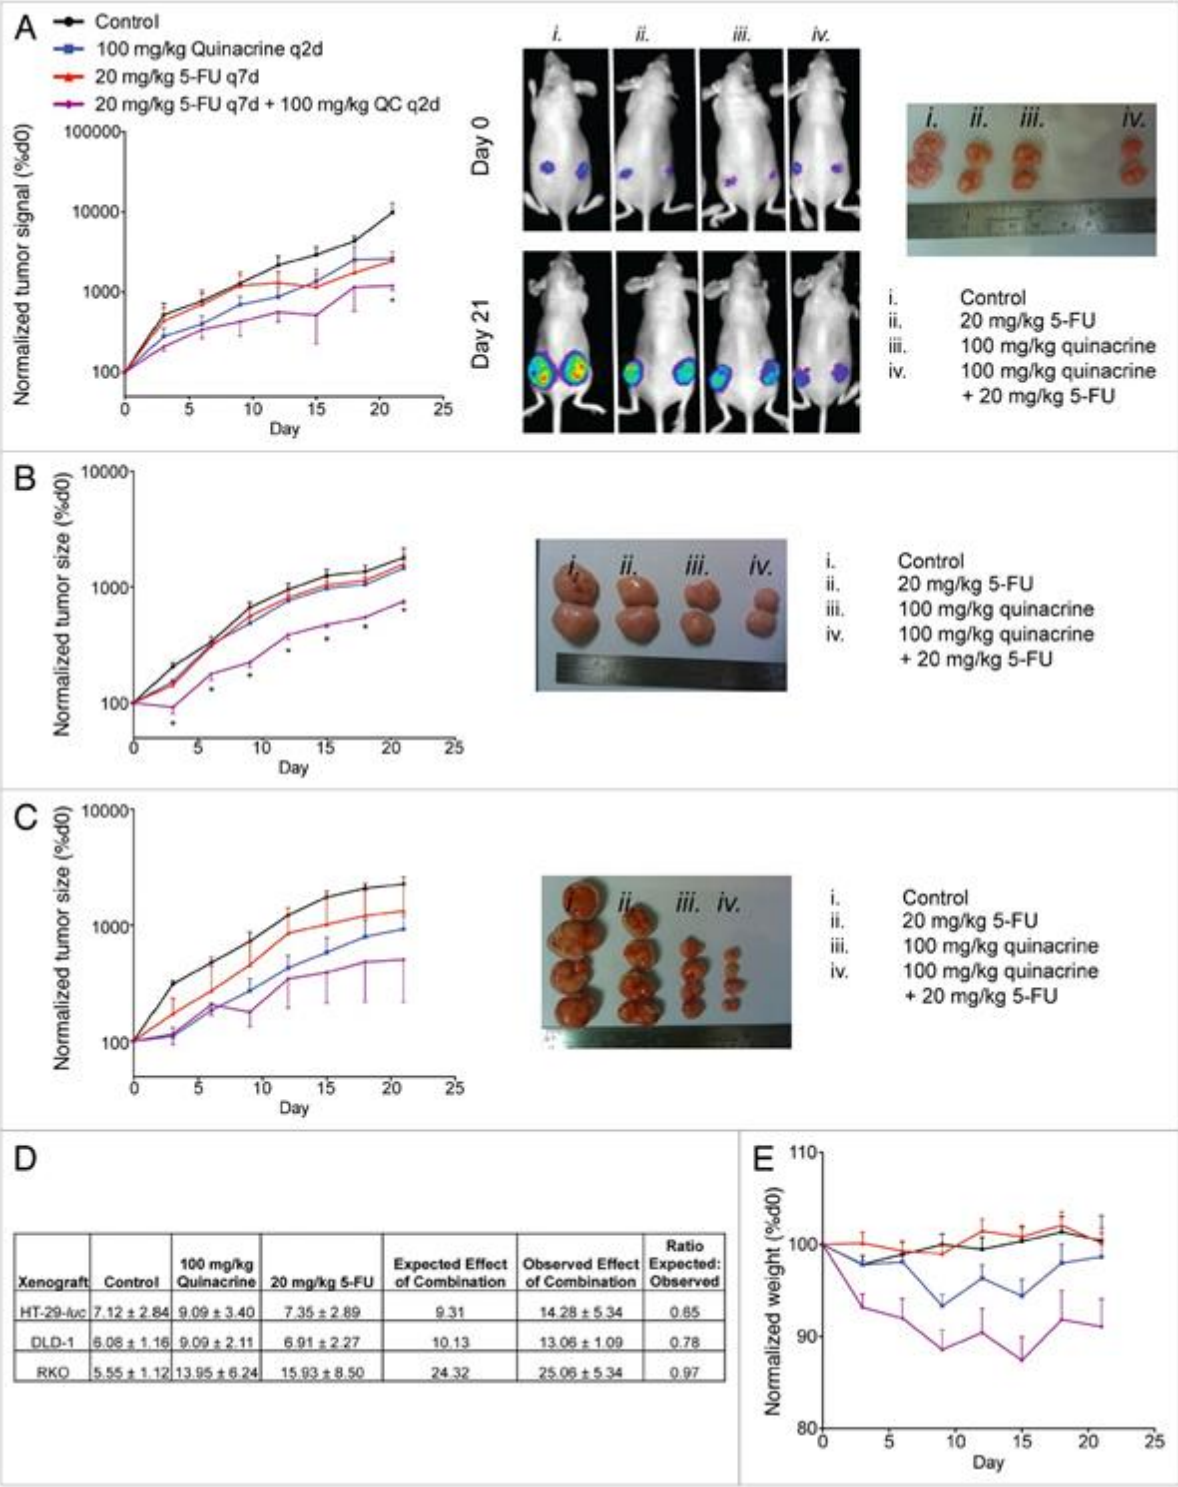 A
Control
100 mg/kg Quinacrine q2d
20 mg/kg 5-FU q7d
20 mg/kg 5-FU q7d + 100 mg/kg QC q2d
Normalized tumor signal (%d0)
100000
10000
1000
100
0 5 10 15 20 25
Day
*
i. ii. iii. iv.
Day 0
Day 21
i. ii. iii. iv.
i. Control
ii. 20 mg/kg 5-FU
iii. 100 mg/kg quinacrine
iv. 100 mg/kg quinacrine
+ 20 mg/kg 5-FU
B
Normalized tumor size (%d0)
10000
1000
100
0 5 10 15 20 25
Day
* * * * * * *
i. ii. iii. iv.
i. Control
ii. 20 mg/kg 5-FU
iii. 100 mg/kg quinacrine
iv. 100 mg/kg quinacrine
+ 20 mg/kg 5-FU
C
Normalized tumor size (%d0)
10000
1000
100
0 5 10 15 20 25
Day
i. ii. iii. iv.
i. Control
ii. 20 mg/kg 5-FU
iii. 100 mg/kg quinacrine
iv. 100 mg/kg quinacrine
+ 20 mg/kg 5-FU
D
Xenograft Control 100 mg/kg Quinacrine 20 mg/kg 5-FU Expected Effect of Combination Observed Effect of Combination Ratio Expected: Observed
HT-29-luc 7.12 ± 2.84 9.09 ± 3.40 7.35 ± 2.89 9.31 14.28 ± 5.34 0.65
DLD-1 6.08 ± 1.16 9.09 ± 2.11 6.91 ± 2.27 10.13 13.06 ± 1.09 0.78
RKO 5.55 ± 1.12 13.95 ± 6.24 15.93 ± 8.50 24.32 25.06 ± 5.34 0.97
E
Normalized weight (%d0)
110
100
90
80
0 5 10 15 20 25
Day